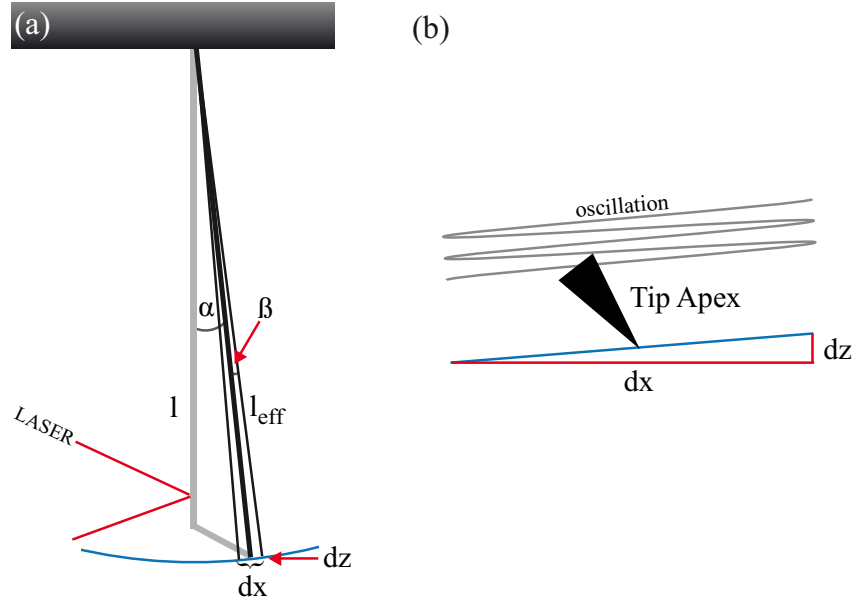 (a)
α
ß
l
l_eff
LASER
dz
dx
(b)
oscillation
Tip Apex
dz
dx